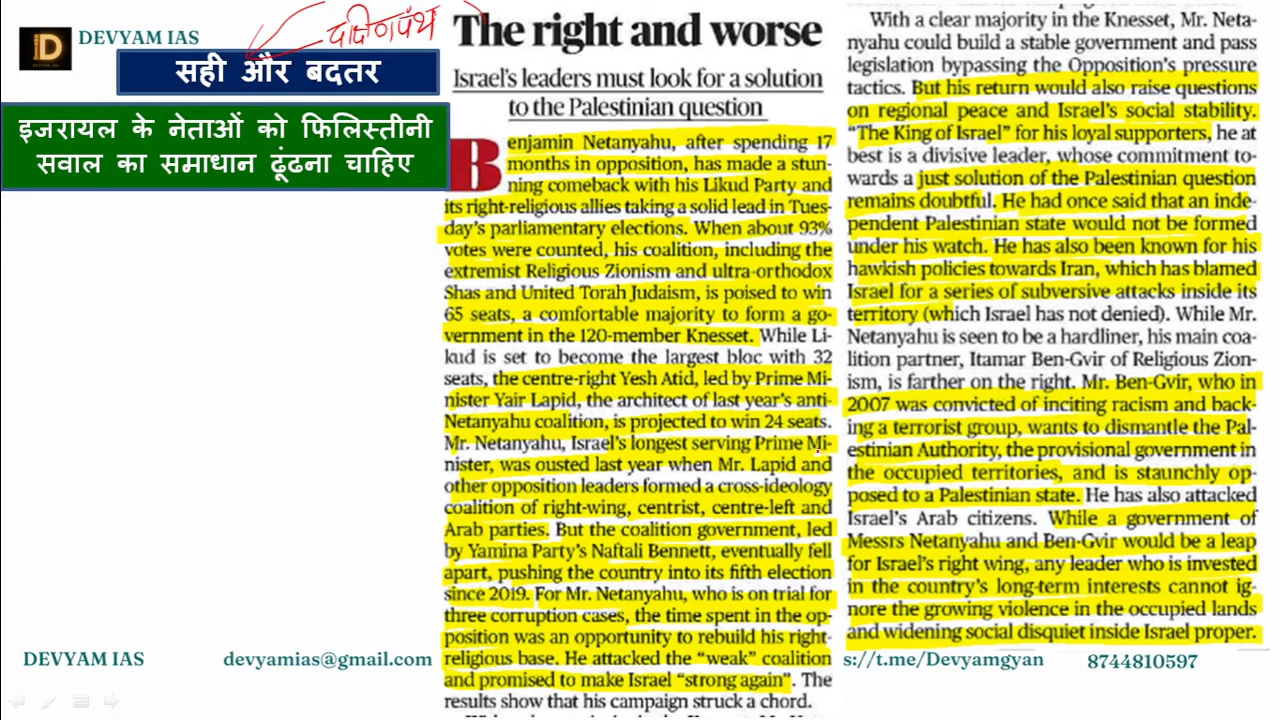 DEVYAM IAS
दक्षिणपंथ
सही और बदतर
इजरायल के नेताओं को फिलिस्तीनी
सवाल का समाधान ढूंढना चाहिए
The right and worse
Israel's leaders must look for a solution
to the Palestinian question
Benjamin Netanyahu, after spending 17
months in opposition, has made a stun-
ning comeback with his Likud Party and
its right-religious allies taking a solid lead in Tues-
day's parliamentary elections. When about 93%
votes were counted, his coalition, including the
extremist Religious Zionism and ultra-orthodox
Shas and United Torah Judaism, is poised to win
65 seats, a comfortable majority to form a go-
vernment in the 120-member Knesset. While Li-
kud is set to become the largest bloc with 32
seats, the centre-right Yesh Atid, led by Prime Mi-
nister Yair Lapid, the architect of last year's anti-
Netanyahu coalition, is projected to win 24 seats.
Mr. Netanyahu, Israel's longest serving Prime Mi-
nister, was ousted last year when Mr. Lapid and
other opposition leaders formed a cross-ideology
coalition of right-wing, centrist, centre-left and
Arab parties. But the coalition government, led
by Yamina Party's Naftali Bennett, eventually fell
apart, pushing the country into its fifth election
since 2019. For Mr. Netanyahu, who is on trial for
three corruption cases, the time spent in the op-
position was an opportunity to rebuild his right-
religious base. He attacked the "weak" coalition
and promised to make Israel "strong again". The
results show that his campaign struck a chord.
With a clear majority in the Knesset, Mr. Neta-
nyahu could build a stable government and pass
legislation bypassing the Opposition's pressure
tactics. But his return would also raise questions
on regional peace and Israel's social stability.
"The King of Israel" for his loyal supporters, he at
best is a divisive leader, whose commitment to-
wards a just solution of the Palestinian question
remains doubtful. He had once said that an inde-
pendent Palestinian state would not be formed
under his watch. He has also been known for his
hawkish policies towards Iran, which has blamed
Israel for a series of subversive attacks inside its
territory (which Israel has not denied). While Mr.
Netanyahu is seen to be a hardliner, his main coa-
lition partner, Itamar Ben-Gvir of Religious Zion-
ism, is farther on the right. Mr. Ben-Gvir, who in
2007 was convicted of inciting racism and back-
ing a terrorist group, wants to dismantle the Pal-
estinian Authority, the provisional government in
the occupied territories, and is staunchly op-
posed to a Palestinian state. He has also attacked
Israel's Arab citizens. While a government of
Messrs Netanyahu and Ben-Gvir would be a leap
for Israel's right wing, any leader who is invested
in the country's long-term interests cannot ig-
nore the growing violence in the occupied lands
and widening social disquiet inside Israel proper.
DEVYAM IAS
devyamias@gmail.com
s://t.me/Devyamgyan
8744810597